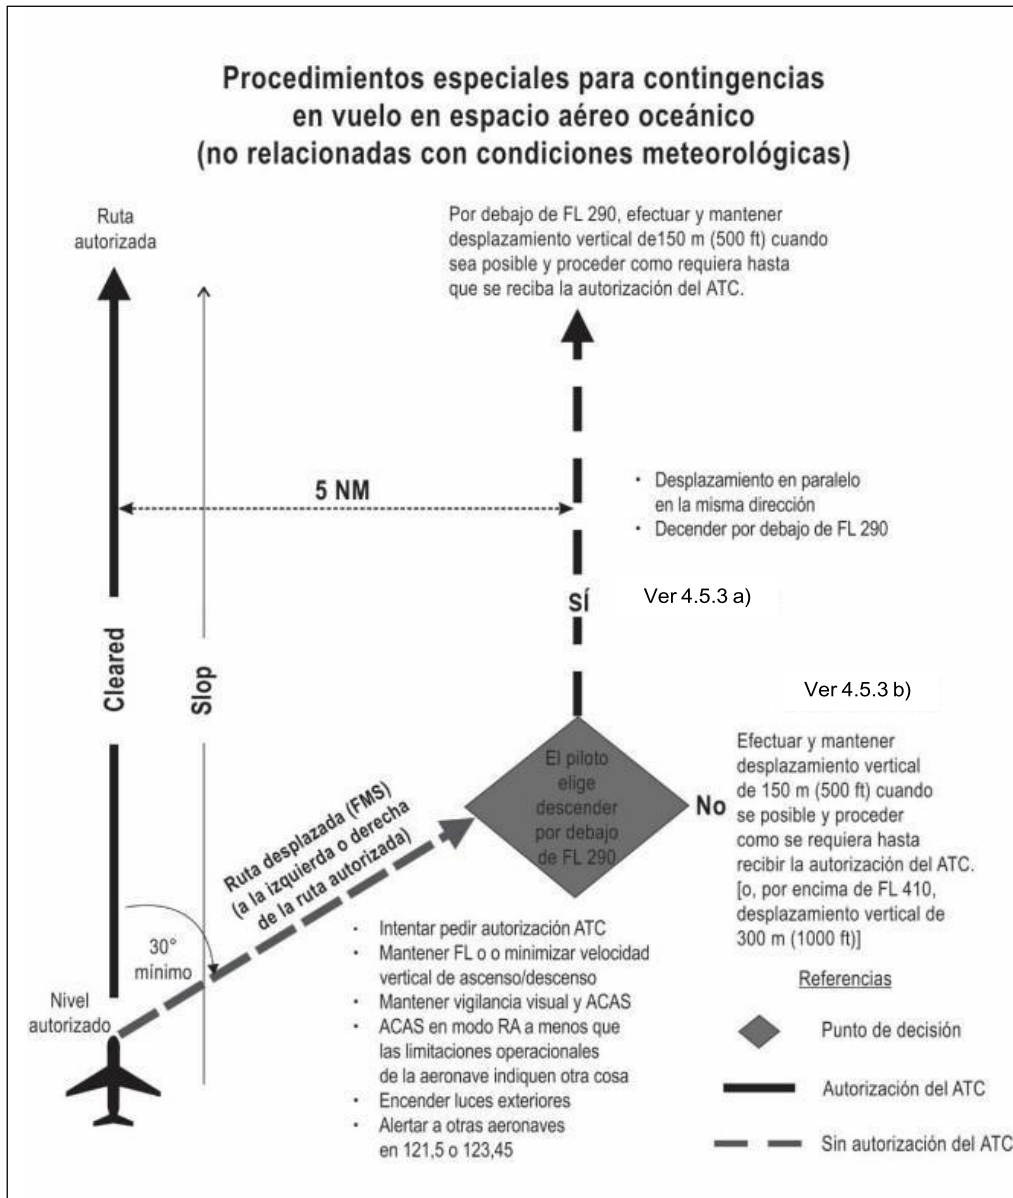 Procedimientos especiales para contingencias
en vuelo en espacio aéreo oceánico
(no relacionadas con condiciones meteorológicas)
Ruta
autorizada
Por debajo de FL 290, efectuar y mantener
desplazamiento vertical de150 m (500 ft) cuando
sea posible y proceder como requiera hasta
que se reciba la autorización del ATC.
5 NM
• Desplazamiento en paralelo
en la misma dirección
• Decender por debajo de FL 290
SÍ
Ver 4.5.3 a)
Cleared
Slop
Ver 4.5.3 b)
El piloto
elige
descender
por debajo
de FL 290
No
Efectuar y mantener
desplazamiento vertical
de 150 m (500 ft) cuando
se posible y proceder
como se requiera hasta
recibir la autorización del ATC.
[o, por encima de FL 410,
desplazamiento vertical de
300 m (1000 ft)]
Ruta desplazada (FMS)
(a la izquierda o derecha
de la ruta autorizada)
30°
mínimo
Nivel
autorizado
• Intentar pedir autorización ATC
• Mantener FL o o minimizar velocidad
vertical de ascenso/descenso
• Mantener vigilancia visual y ACAS
• ACAS en modo RA a menos que
las limitaciones operacionales
de la aeronave indiquen otra cosa
• Encender luces exteriores
• Alertar a otras aeronaves
en 121,5 o 123,45
Referencias
Punto de decisión
Autorización del ATC
Sin autorización del ATC